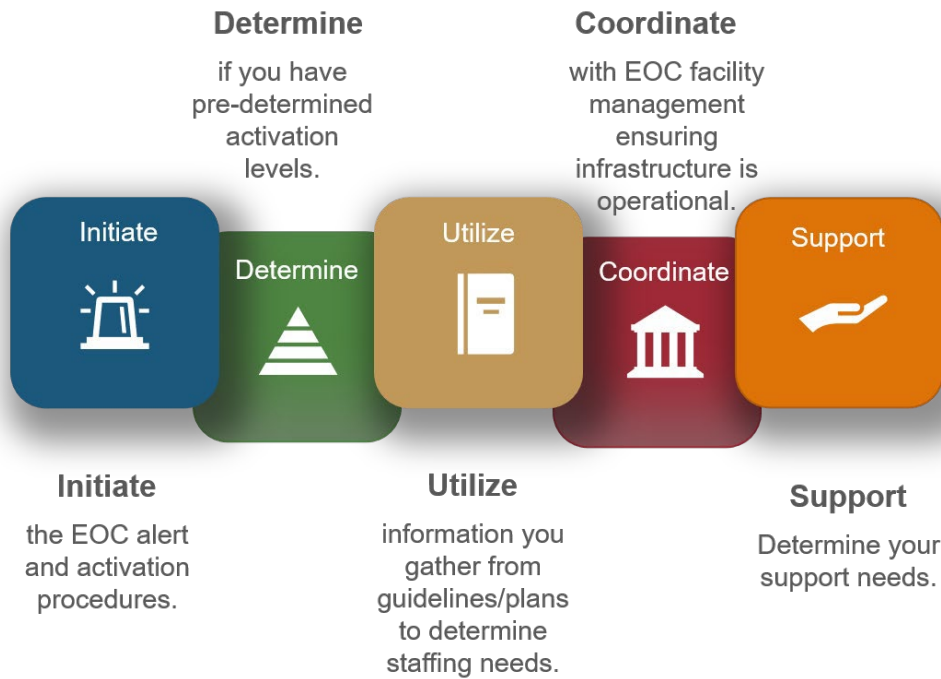 Determine
if you have
pre-determined
activation
levels.
Coordinate
with EOC facility
management
ensuring
infrastructure is
operational.
Initiate
Determine
Utilize
Coordinate
Support
Initiate
the EOC alert
and activation
procedures.
Utilize
information you
gather from
guidelines/plans
to determine
staffing needs.
Support
Determine your
support needs.